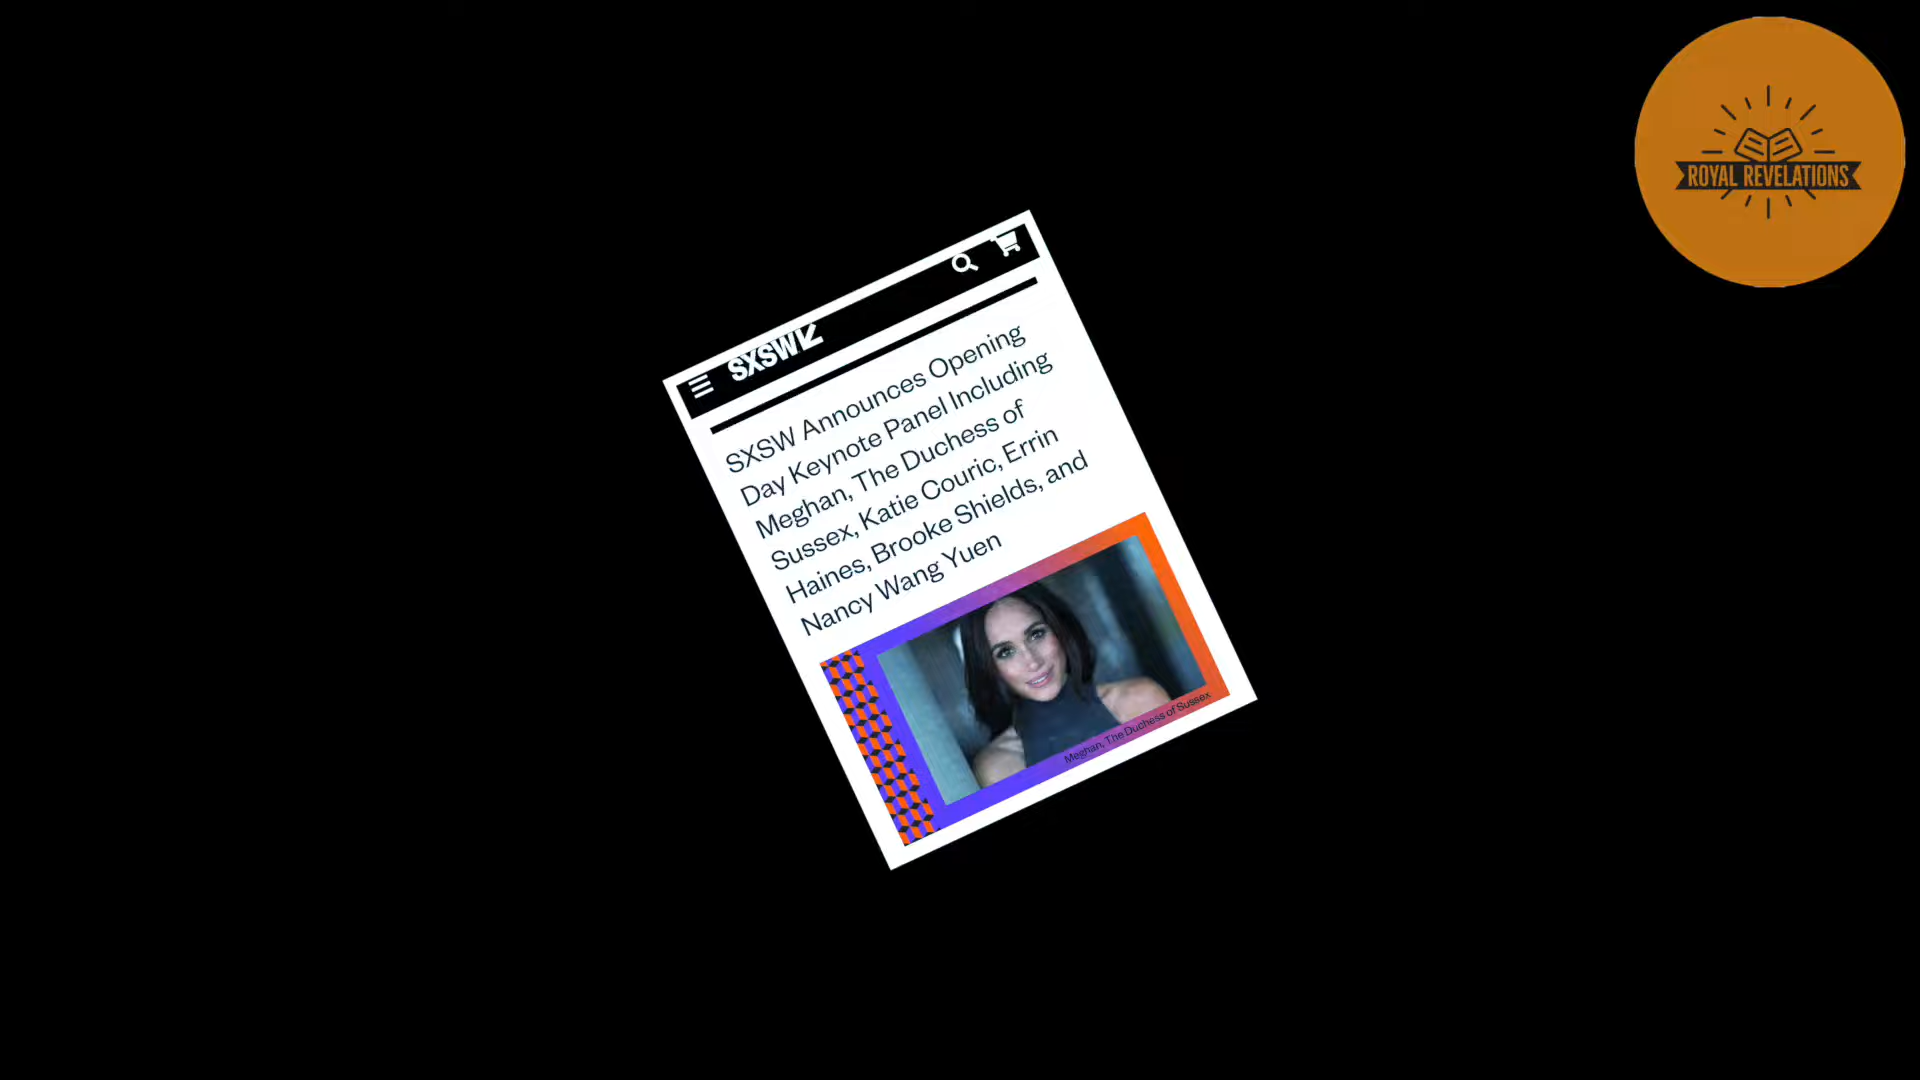 ROYAL REVELATIONS
SXSW
SXSW Announces Opening
Day Keynote Panel Including
Meghan, The Duchess of
Sussex, Katie Couric, Errin
Haines, Brooke Shields, and
Nancy Wang Yuen
Meghan, The Duchess of Sussex